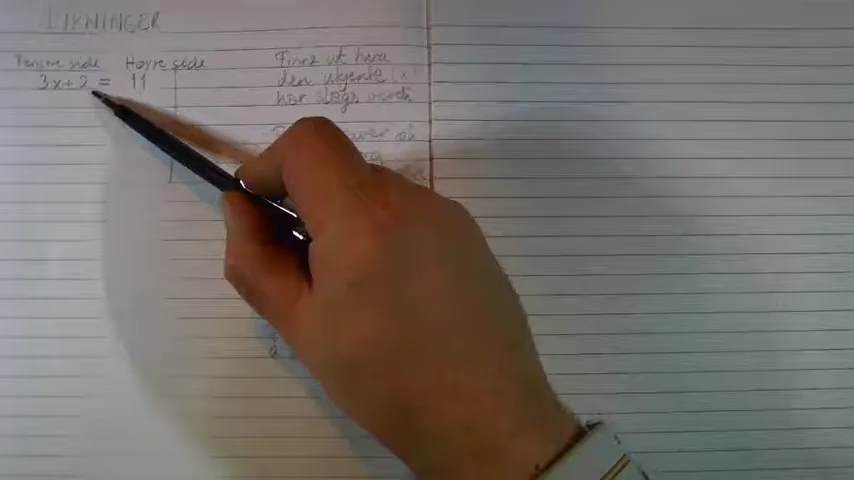 LIKNINGER
Venstre side Høyre side
3x+2 = 11
Finne ut hva
den ukjente (x)
har slags verdi